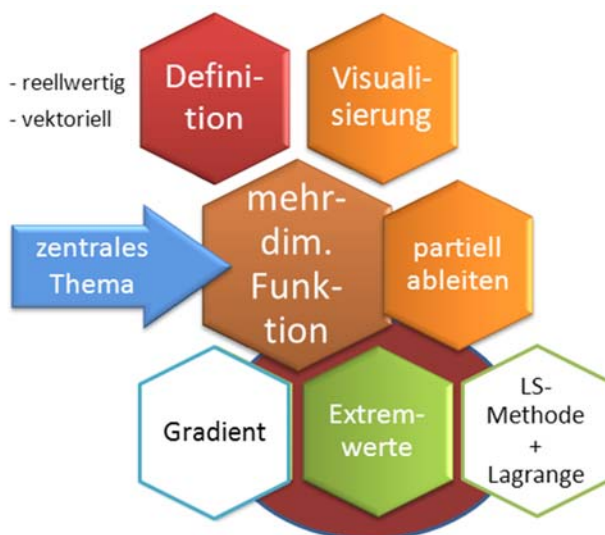 - reellwertig
- vektoriell
Defini-
tion
Visuali-
sierung
zentrales
Thema
mehr-
dim.
Funk-
tion
partiell
ableiten
Gradient
Extrem-
werte
LS-
Methode
+
Lagrange